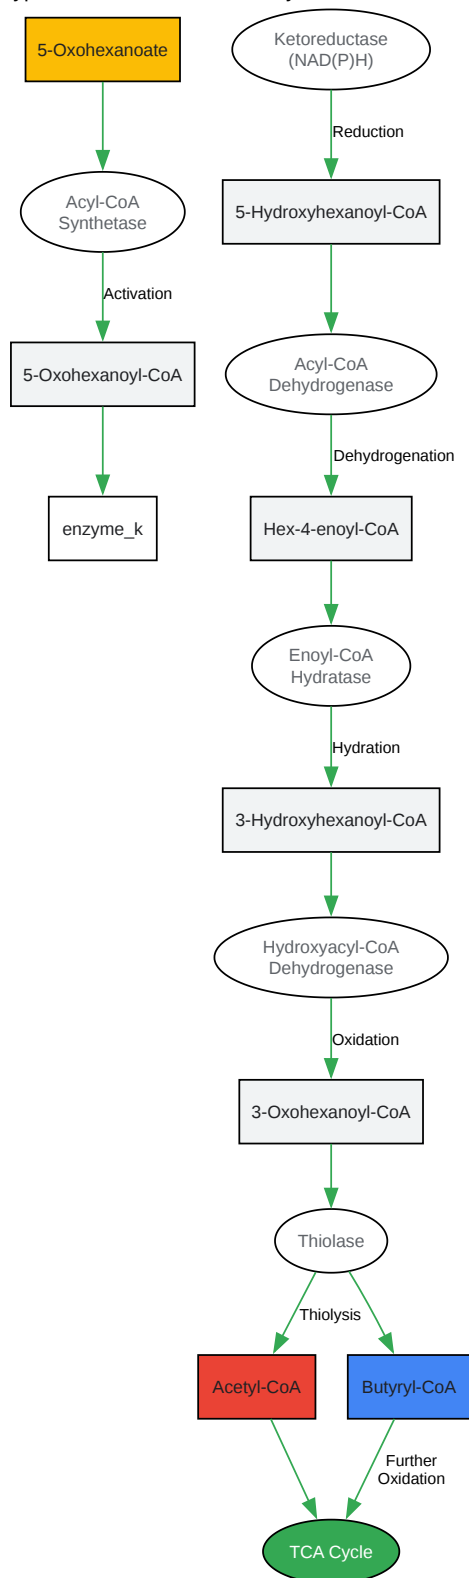 5-Oxohexanoate
Acyl-CoA
Synthetase
Activation
5-Oxohexanoyl-CoA
enzyme_k
Ketoreductase
(NAD(P)H)
Reduction
5-Hydroxyhexanoyl-CoA
Acyl-CoA
Dehydrogenase
Dehydrogenation
Hex-4-enoyl-CoA
Enoyl-CoA
Hydratase
Hydration
3-Hydroxyhexanoyl-CoA
Hydroxyacyl-CoA
Dehydrogenase
Oxidation
3-Oxohexanoyl-CoA
Thiolase
Thiolysis
Acetyl-CoA
Butyryl-CoA
Further
Oxidation
TCA Cycle